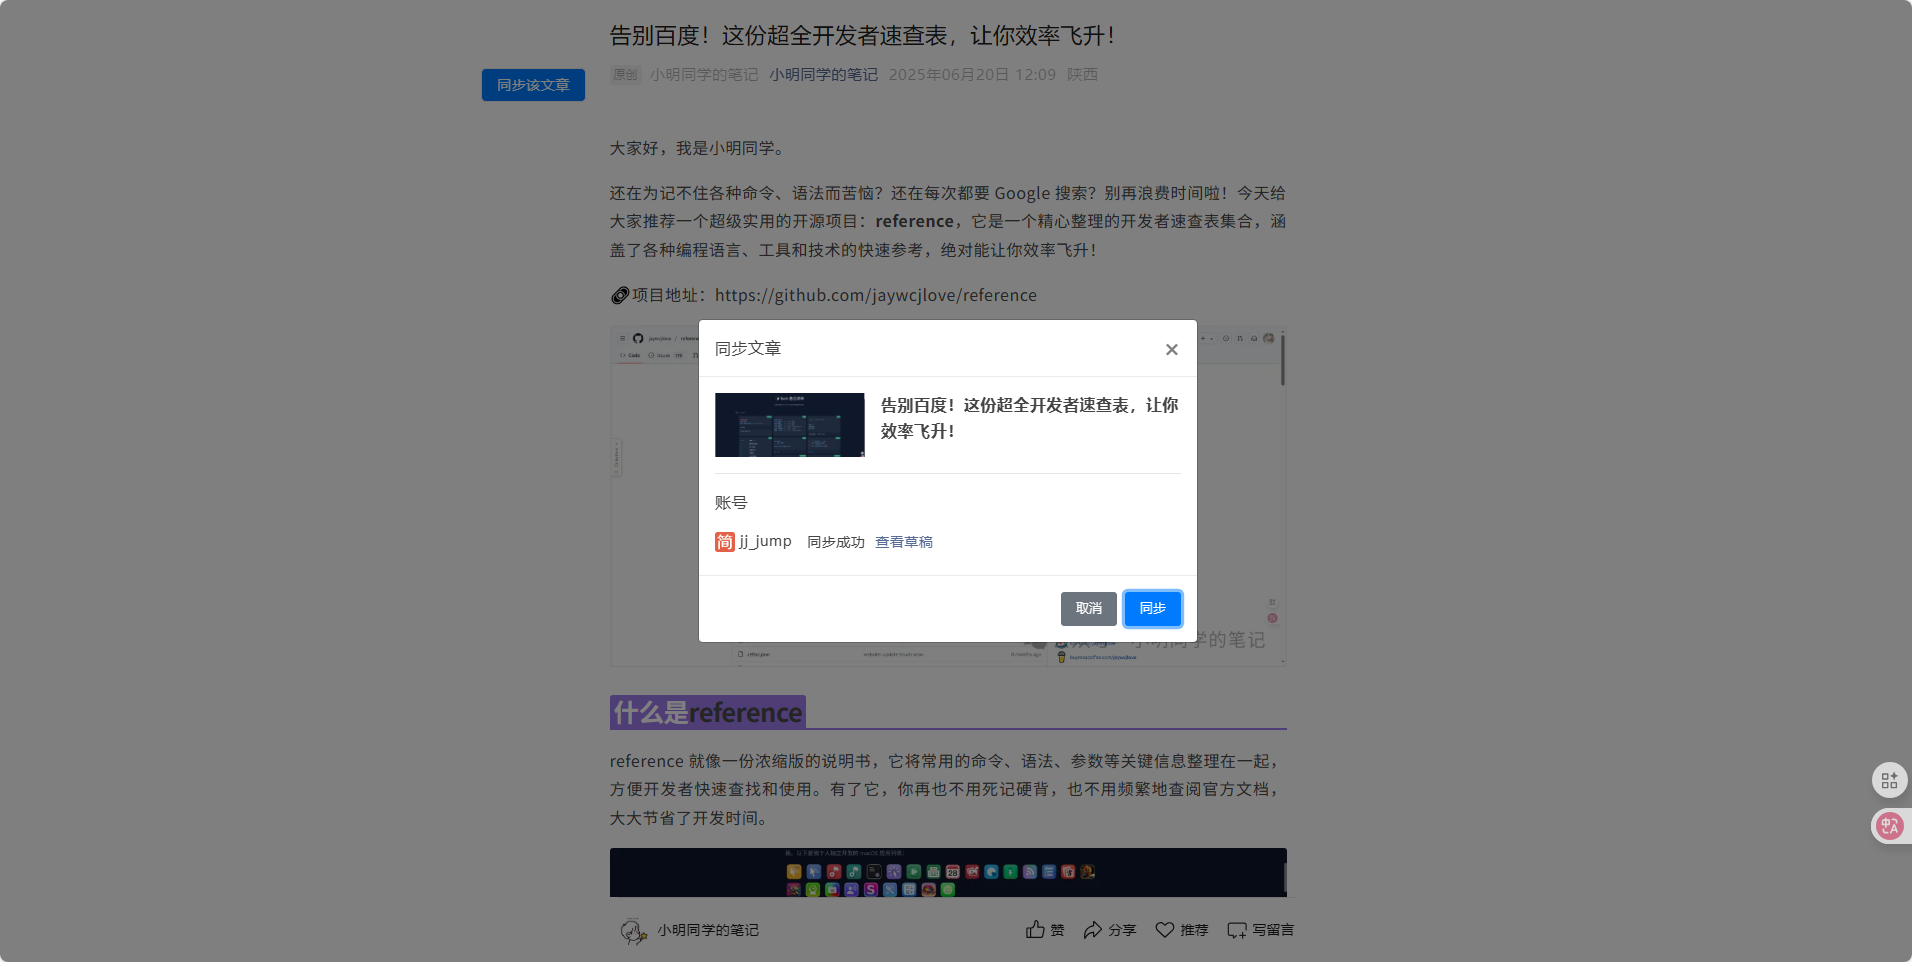 告别百度！这份超全开发者速查表，让你效率飞升！
原创 小明同学的笔记 小明同学的笔记 2025年06月20日 12:09 陕西
同步该文章
大家好，我是小明同学。
还在为记不住各种命令、语法而苦恼？还在每次都要 Google 搜索？别再浪费时间啦！今天给
大家推荐一个超级实用的开源项目：reference，它是一个精心整理的开发者速查表集合，涵
盖了各种编程语言、工具和技术的快速参考，绝对能让你效率飞升！
项目地址：https://github.com/jaywcjlove/reference
同步文章
告别百度！这份超全开发者速查表，让你
效率飞升！
账号
简 jj_jump 同步成功 查看草稿
取消 同步
小明同学的笔记
什么是reference
reference 就像一份浓缩版的说明书，它将常用的命令、语法、参数等关键信息整理在一起，
方便开发者快速查找和使用。有了它，你再也不用死记硬背，也不用频繁地查阅官方文档，
大大节省了开发时间。
小明同学的笔记
赞 分享 推荐 写留言